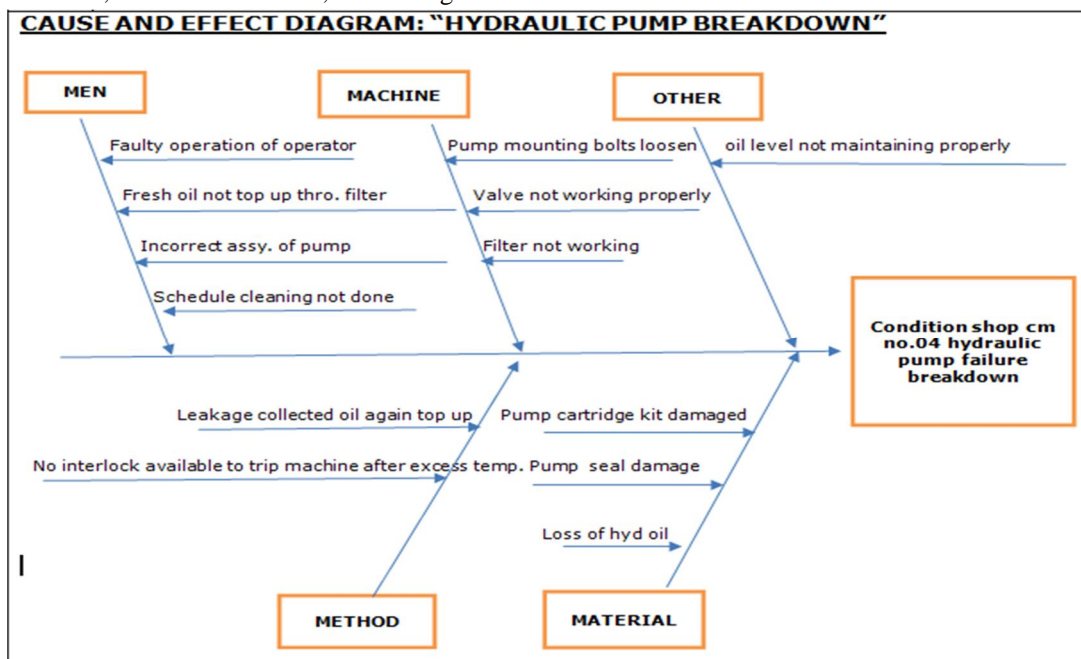 CAUSE AND EFFECT DIAGRAM: “HYDRAULIC PUMP BREAKDOWN”
MEN
MACHINE
OTHER
Faulty operation of operator
Pump mounting bolts loosen
oil level not maintaining properly
Fresh oil not top up thro. filter
Valve not working properly
Incorrect assy. of pump
Filter not working
Schedule cleaning not done
Condition shop cm
no.04 hydraulic
pump failure
breakdown
Leakage collected oil again top up
Pump cartridge kit damaged
No interlock available to trip machine after excess temp.
Pump seal damage
Loss of hyd oil
METHOD
MATERIAL